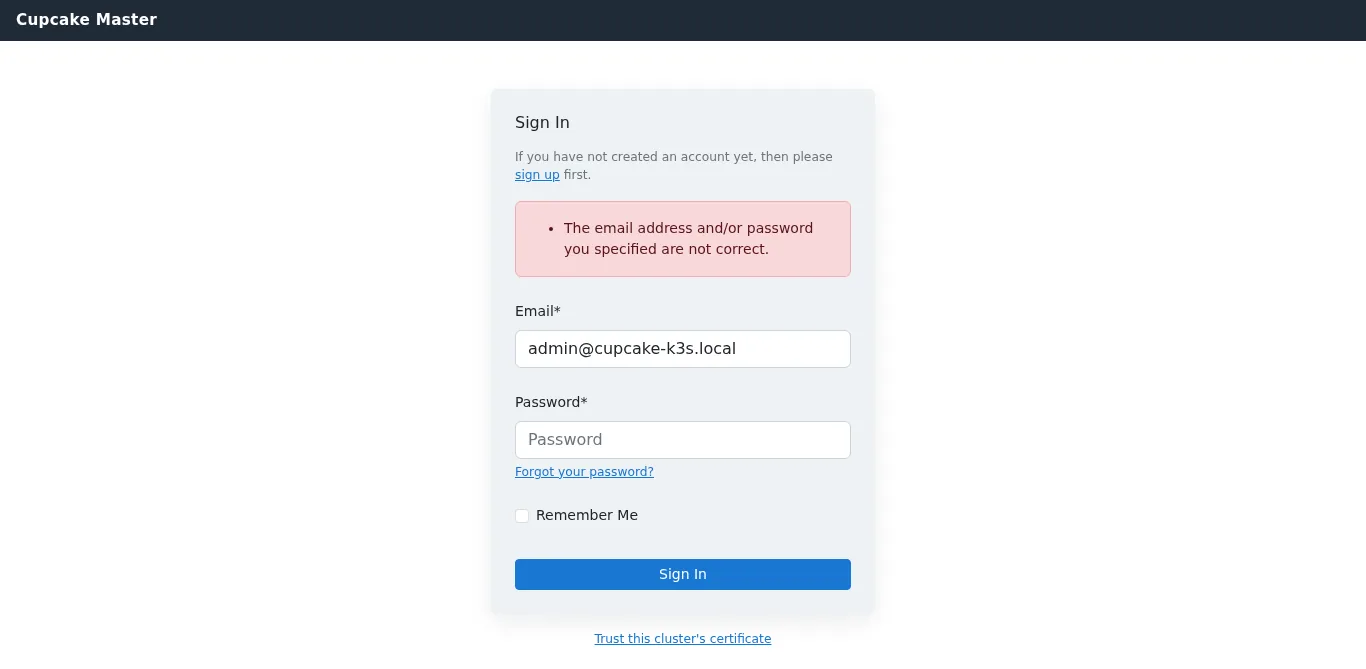 Cupcake Master
Sign In
If you have not created an account yet, then please
sign up first.
• The email address and/or password
you specified are not correct.
Email*
admin@cupcake-k3s.local
Password*
Password
Forgot your password?
Remember Me
Sign In
Trust this cluster's certificate